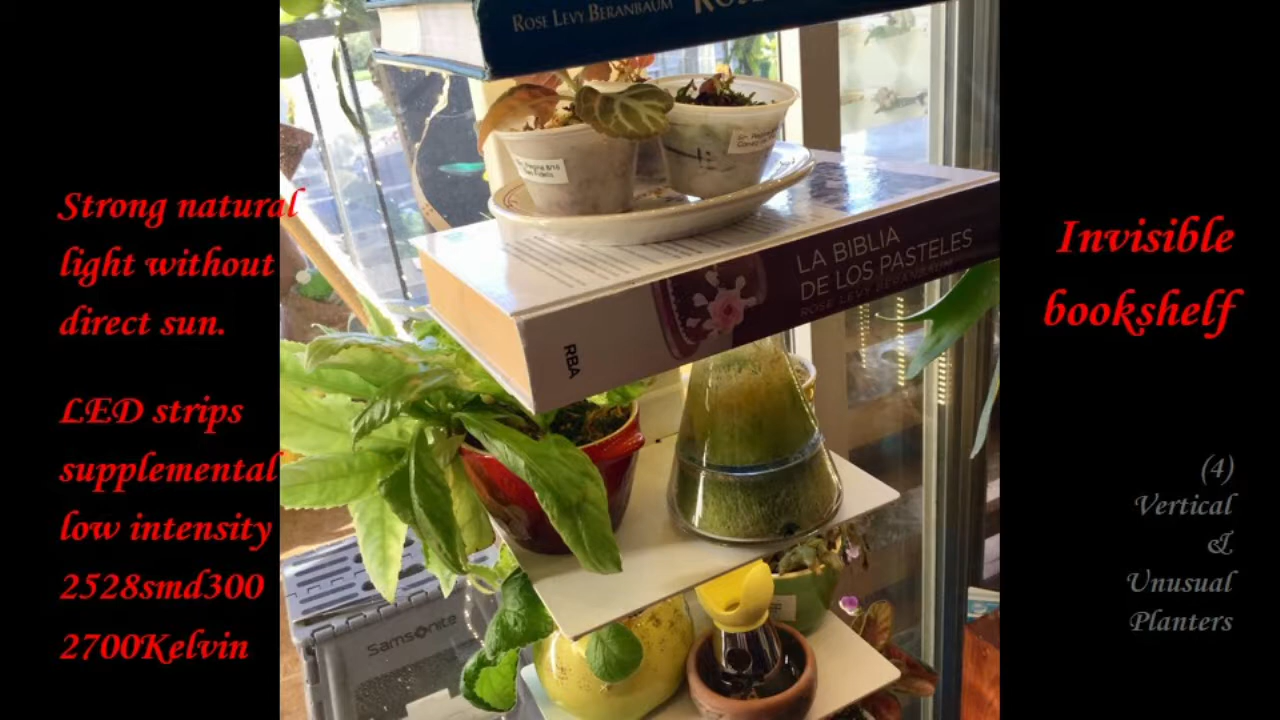 Strong natural
light without
direct sun.
LED strips
supplemental
low intensity
2528smd300
2700Kelvin
ROSE LEVY BERANBAUM
LA BIBLIA
DE LOS PASTELES
ROSE LEVY BERANBAUM
RBA
Samsonite
Invisible
bookshelf
(4)
Vertical
&
Unusual
Planters